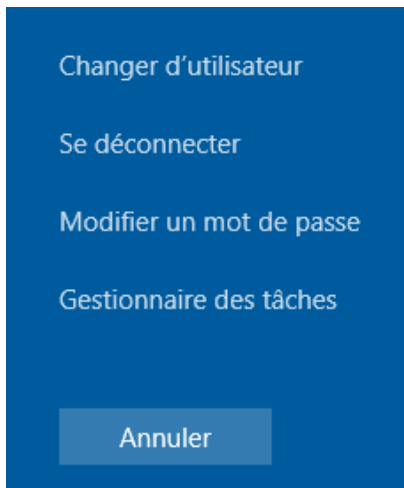 Changer d’utilisateur
Se déconnecter
Modifier un mot de passe
Gestionnaire des tâches
Annuler